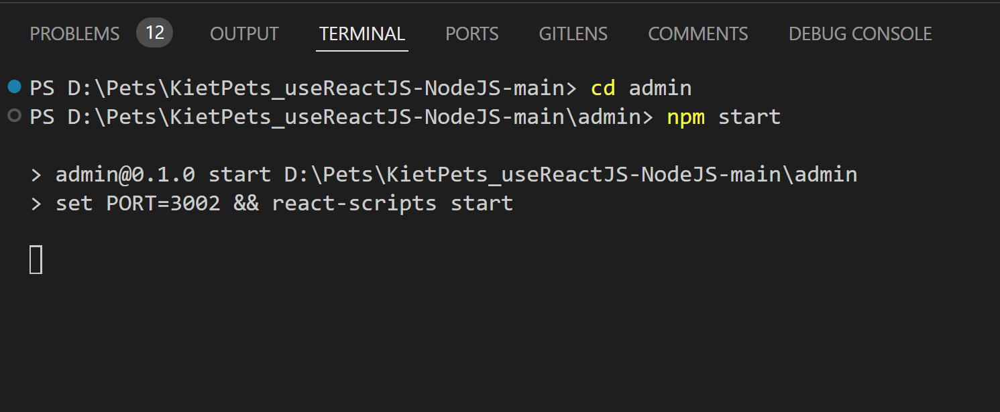 PROBLEMS 12 OUTPUT TERMINAL PORTS GITLENS COMMENTS DEBUG CONSOLE
PS D:\Pets\KietPets_useReactJS-NodeJS-main> cd admin
PS D:\Pets\KietPets_useReactJS-NodeJS-main\admin> npm start
> admin@0.1.0 start D:\Pets\KietPets_useReactJS-NodeJS-main\admin
> set PORT=3002 && react-scripts start